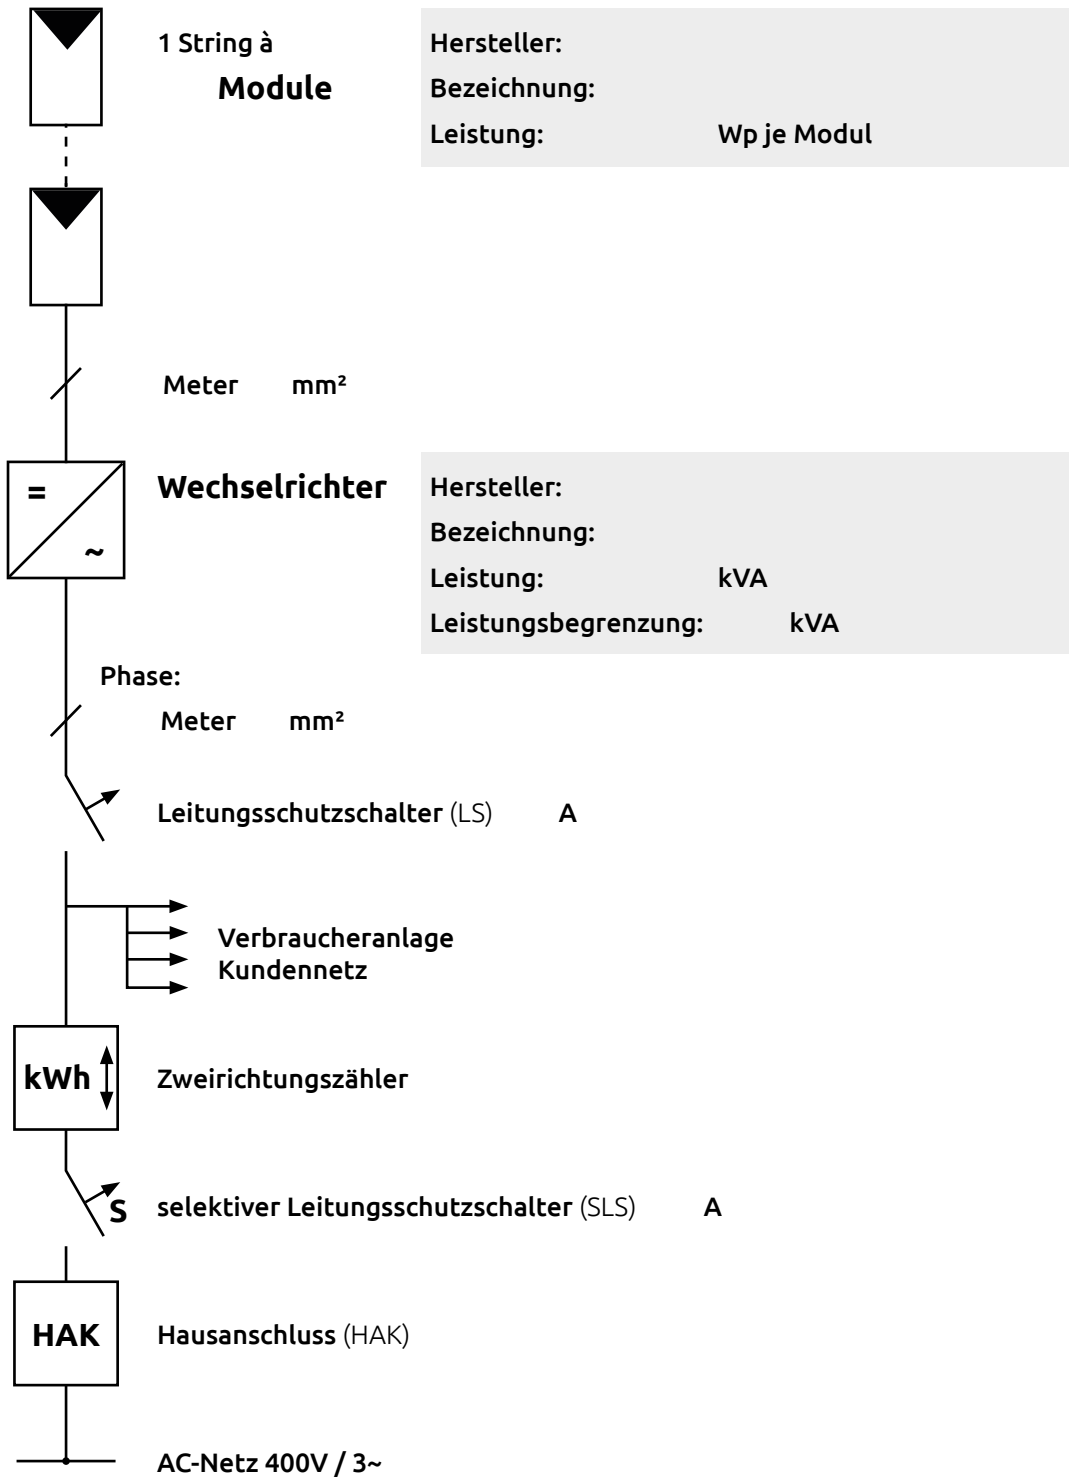 1 String à
Module
Hersteller:
Bezeichnung:
Leistung: Wp je Modul
Meter mm²
=
~
Wechselrichter
Hersteller:
Bezeichnung:
Leistung: kVA
Leistungsbegrenzung: kVA
Phase:
Meter mm²
Leitungsschutzschalter (LS) A
Verbraucheranlage
Kundennetz
kWh
Zweirichtungszähler
S
selektiver Leitungsschutzschalter (SLS) A
HAK
Hausanschluss (HAK)
AC-Netz 400V / 3~